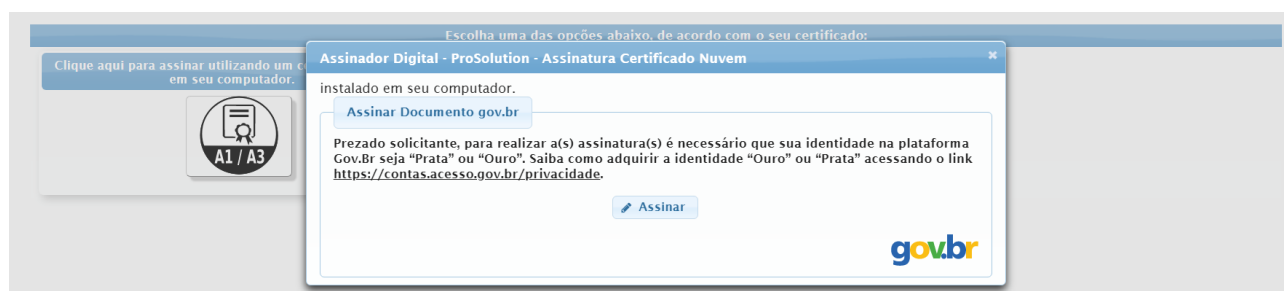 Escolha uma das opções abaixo, de acordo com o seu certificado:
Clique aqui para assinar utilizando um
em seu computador.
A1 / A3
Assinador Digital - ProSolution - Assinatura Certificado Nuvem
instalado em seu computador.
Assinar Documento gov.br
Prezado solicitante, para realizar a(s) assinatura(s) é necessário que sua identidade na plataforma
Gov.Br seja “Prata” ou “Ouro”. Saiba como adquirir a identidade “Ouro” ou “Prata” acessando o link
https://contas.acesso.gov.br/privacidade.
Assinar
gov.br